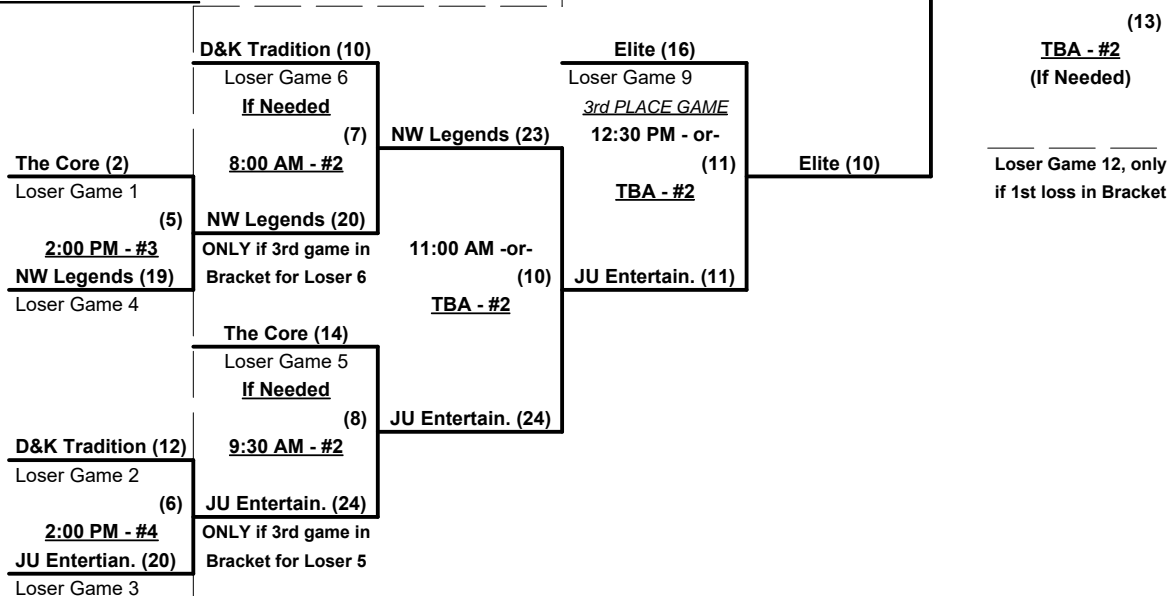 (13)
D&K Tradition (10)
Elite (16)
TBA - #2
Loser Game 6
Loser Game 9
(If Needed)
If Needed
3rd PLACE GAME
(7)
NW Legends (23)
12:30 PM - or-
The Core (2)
8:00 AM - #2
(11)
Elite (10)
Loser Game 12, only
Loser Game 1
TBA - #2
if 1st loss in Bracket
(5)
NW Legends (20)
2:00 PM - #3
ONLY if 3rd game in
11:00 AM -or-
NW Legends (19)
Bracket for Loser 6
(10)
JU Entertain. (11)
Loser Game 4
TBA - #2
The Core (14)
Loser Game 5
If Needed
(8)
JU Entertain. (24)
D&K Tradition (12)
9:30 AM - #2
Loser Game 2
(6)
JU Entertain. (24)
2:00 PM - #4
ONLY if 3rd game in
JU Entertian. (20)
Bracket for Loser 5
Loser Game 3